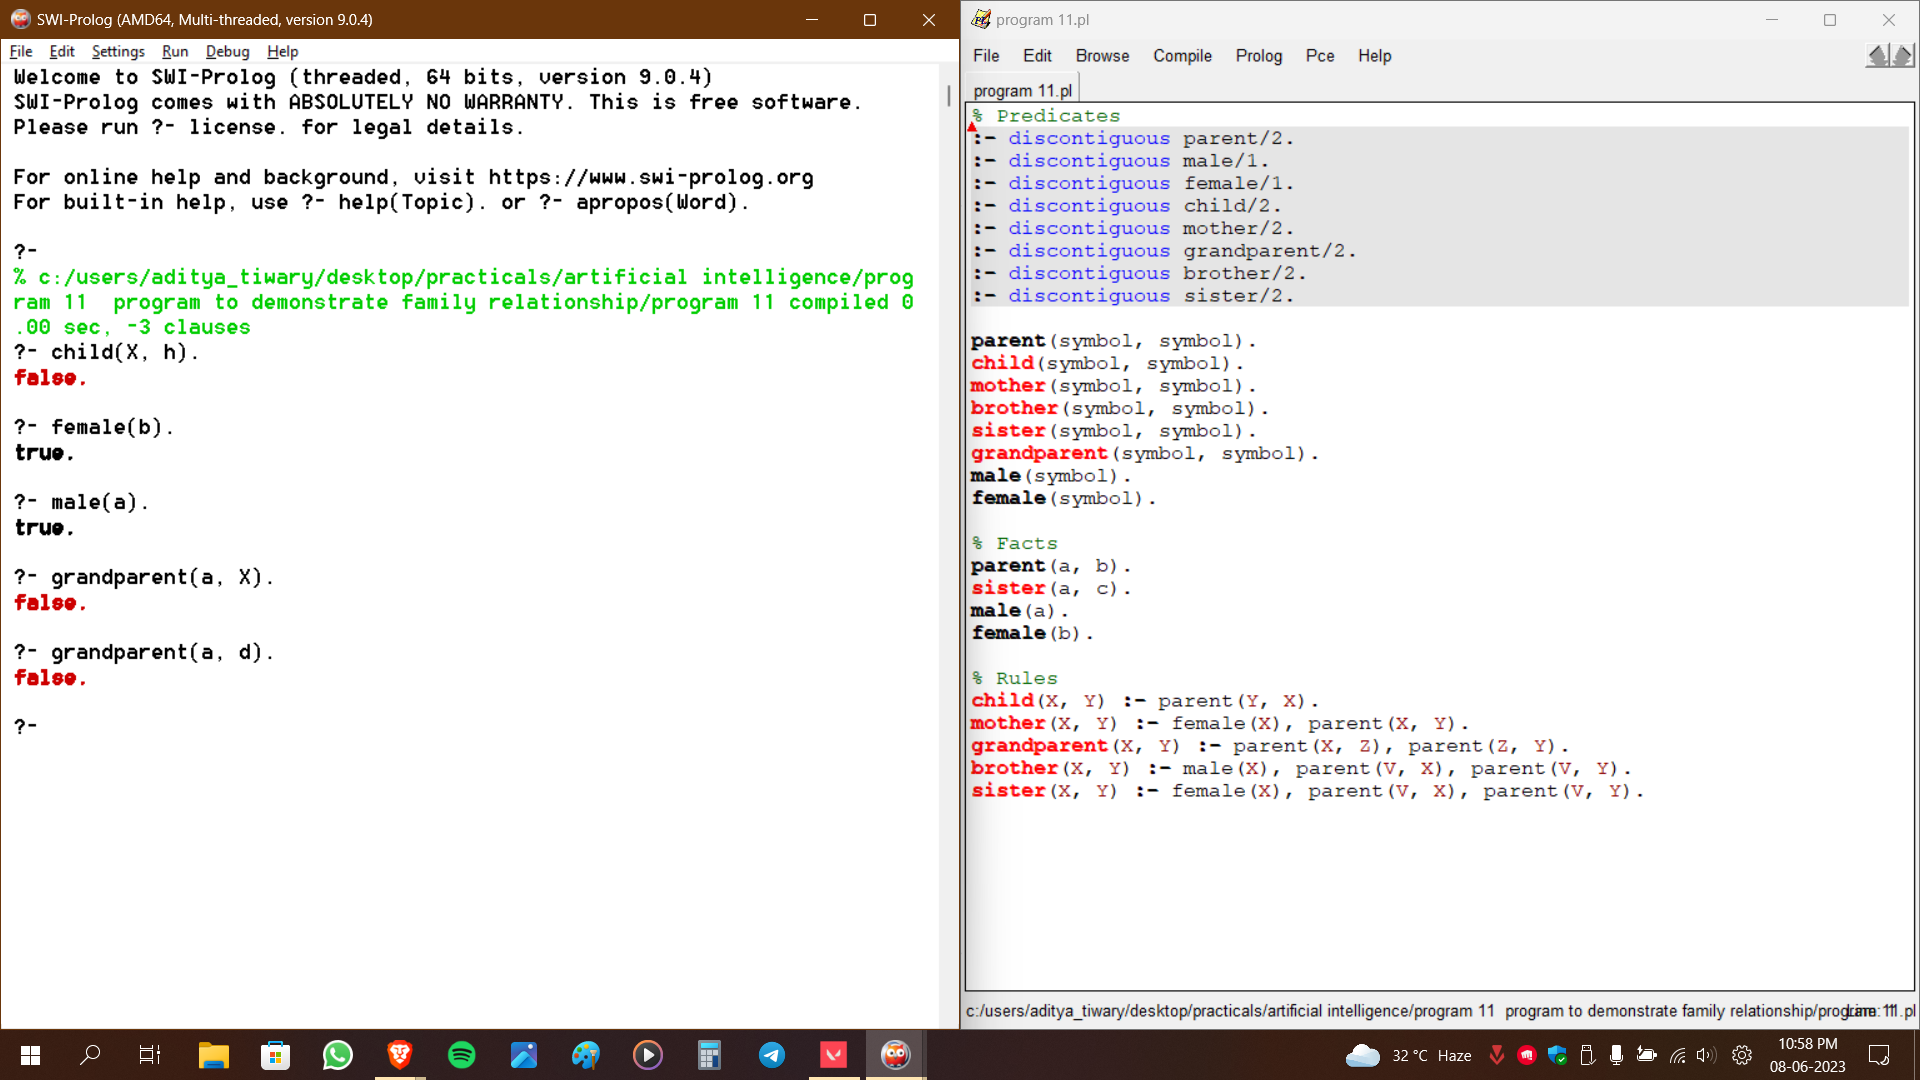 SWI-Prolog (AMD64, Multi-threaded, version 9.0.4)
File Edit Settings Run Debug Help
Welcome to SWI-Prolog (threaded, 64 bits, version 9.0.4)
SWI-Prolog comes with ABSOLUTELY NO WARRANTY. This is free software.
Please run ?- license. for legal details.
For online help and background, visit https://www.swi-prolog.org
For built-in help, use ?- help(Topic). or ?- apropos(Word).
?-
% c:/users/aditya_tiwary/desktop/practicals/artificial intelligence/prog
ram 11  program to demonstrate family relationship/program 11 compiled 0
.00 sec, -3 clauses
?- child(X, h).
false.
?- female(b).
true.
?- male(a).
true.
?- grandparent(a, X).
false.
?- grandparent(a, d).
false.
?-
program 11.pl
File Edit Browse Compile Prolog Pce Help
program 11.pl
% Predicates
:- discontiguous parent/2.
:- discontiguous male/1.
:- discontiguous female/1.
:- discontiguous child/2.
:- discontiguous mother/2.
:- discontiguous grandparent/2.
:- discontiguous brother/2.
:- discontiguous sister/2.
parent(symbol, symbol).
child(symbol, symbol).
mother(symbol, symbol).
brother(symbol, symbol).
sister(symbol, symbol).
grandparent(symbol, symbol).
male(symbol).
female(symbol).
% Facts
parent(a, b).
sister(a, c).
male(a).
female(b).
% Rules
child(X, Y) :- parent(Y, X).
mother(X, Y) :- female(X), parent(X, Y).
grandparent(X, Y) :- parent(X, Z), parent(Z, Y).
brother(X, Y) :- male(X), parent(V, X), parent(V, Y).
sister(X, Y) :- female(X), parent(V, X), parent(V, Y).
c:/users/aditya_tiwary/desktop/practicals/artificial intelligence/program 11  program to demonstrate family relationship/
32 °C Haze
10:58 PM
08-06-2023